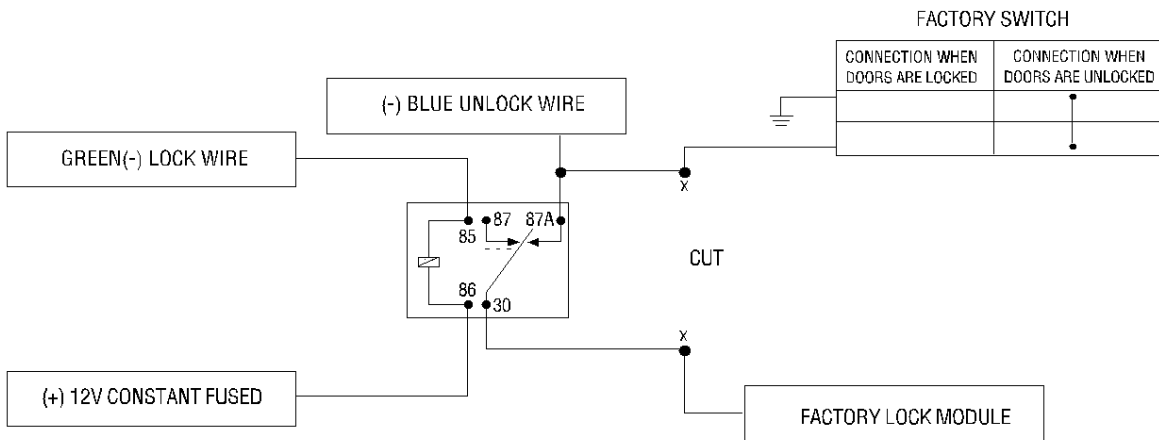 FACTORY SWITCH
CONNECTION WHEN
DOORS ARE LOCKED
CONNECTION WHEN
DOORS ARE UNLOCKED
(-) BLUE UNLOCK WIRE
GREEN(-) LOCK WIRE
X
87
87A
85
CUT
86
30
X
(+) 12V CONSTANT FUSED
FACTORY LOCK MODULE